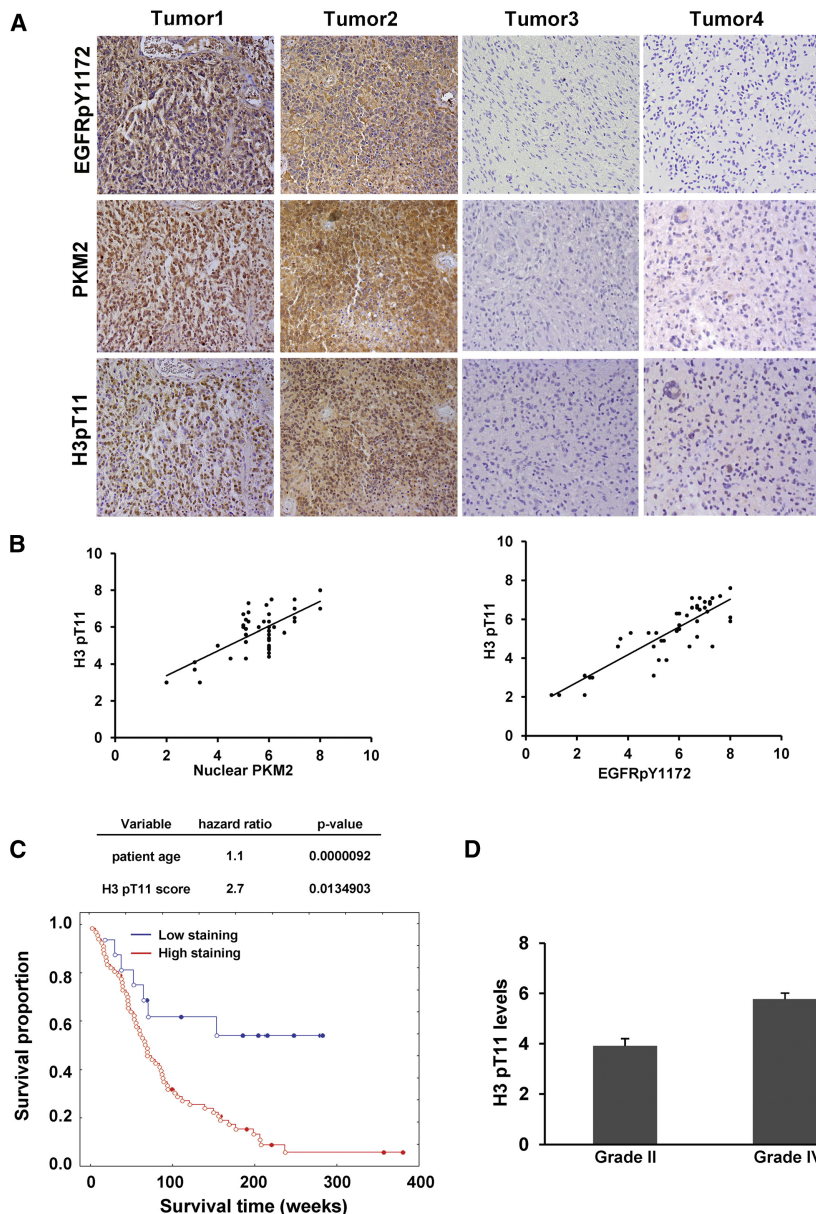 A
Tumor1 Tumor2 Tumor3 Tumor4
EGFRpY1172
PKM2
H3pT11
B
10
8
6
4
2
0
H3 pT11
0 2 4 6 8 10
Nuclear PKM2
10
8
6
4
2
0
H3 pT11
0 2 4 6 8 10
EGFRpY1172
C
Variable hazard ratio p-value
patient age 1.1 0.0000092
H3 pT11 score 2.7 0.0134903
Low staining
High staining
1.0
0.8
0.6
0.4
0.2
0.0
Survival proportion
0 100 200 300 400
Survival time (weeks)
D
8
6
4
2
0
H3 pT11 levels
Grade II Grade IV